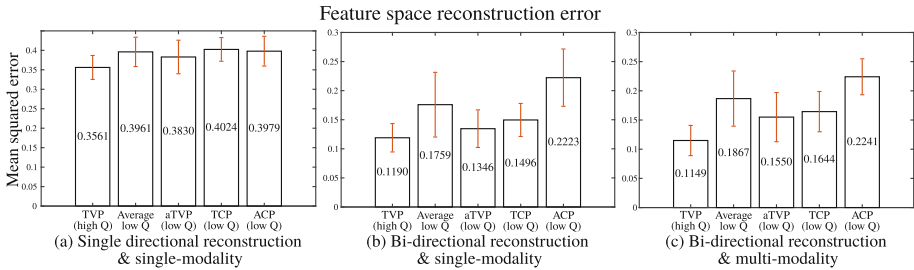 Feature space reconstruction error
Mean squared error
0.4
0.35
0.3
0.25
0.2
0.15
0.1
0.05
0
0.3561
0.3961
0.3830
0.4024
0.3979
TVP (high Q)
Average low Q
aTVP (low Q)
TCP (low Q)
ACP (low Q)
(a) Single directional reconstruction
& single-modality
0.3
0.25
0.2
0.15
0.1
0.05
0
0.1190
0.1759
0.1346
0.1496
0.2223
TVP (high Q)
Average low Q
aTVP (low Q)
TCP (low Q)
ACP (low Q)
(b) Bi-directional reconstruction
& single-modality
0.3
0.25
0.2
0.15
0.1
0.05
0
0.1149
0.1867
0.1550
0.1644
0.2241
TVP (high Q)
Average low Q
aTVP (low Q)
TCP (low Q)
ACP (low Q)
(c) Bi-directional reconstruction
& multi-modality